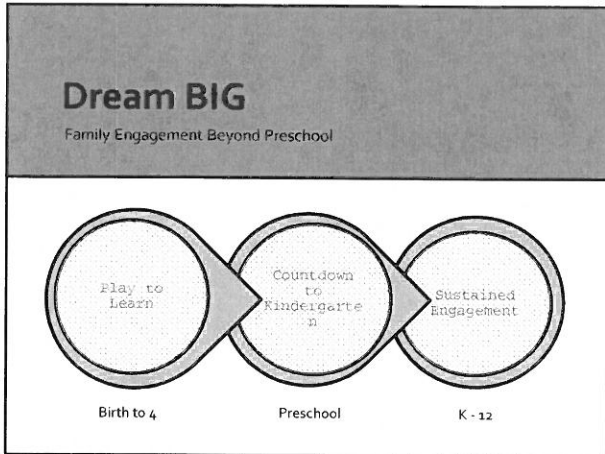 Dream BIG
Family Engagement Beyond Preschool
Play to
Learn
Countdown
to
Kindergarte
n
Sustained
Engagement
Birth to 4
Preschool
K - 12